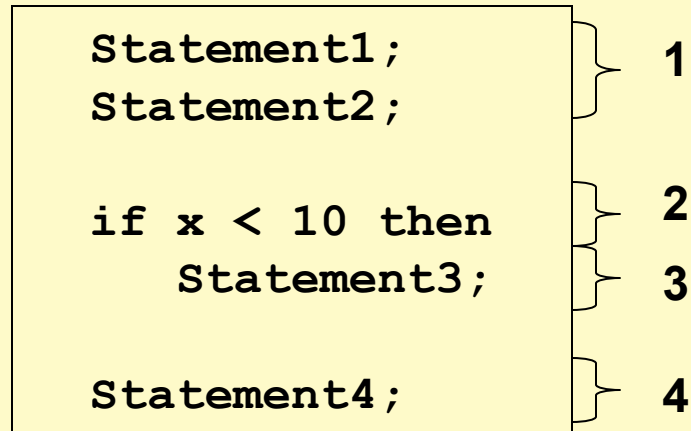 Statement1; 1
Statement2;
if x < 10 then 2
Statement3; 3
Statement4; 4